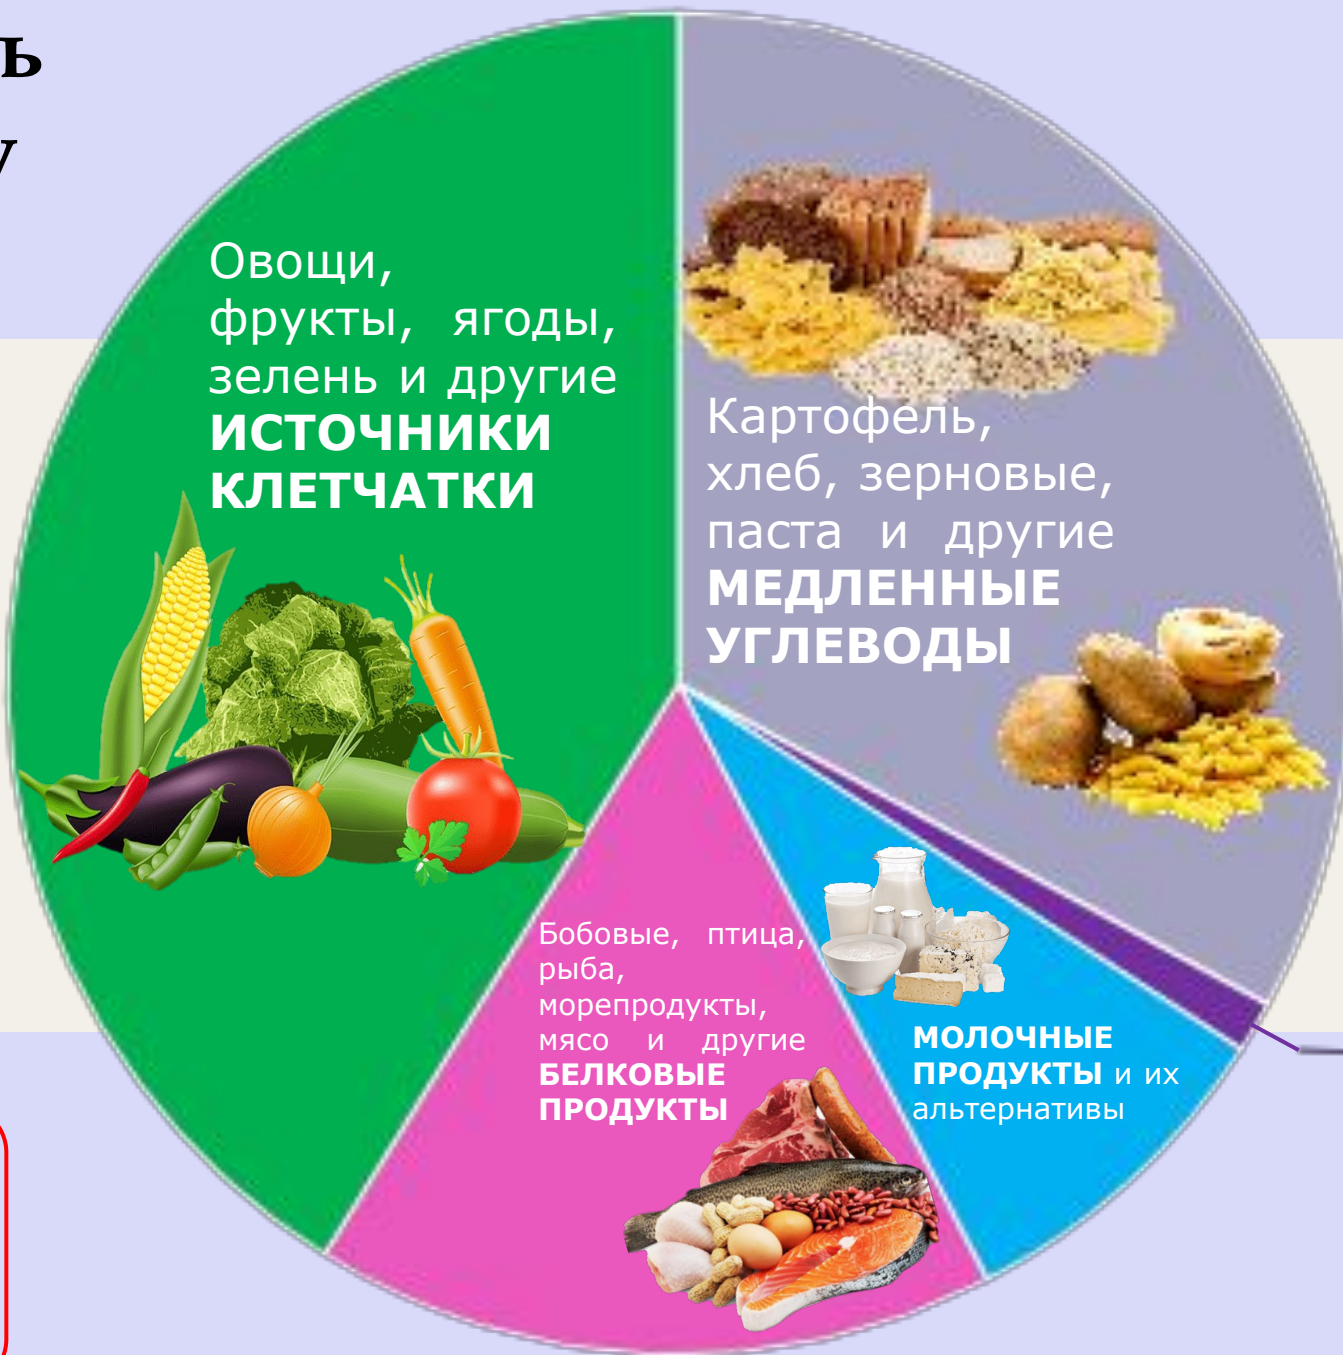 ь
у
Овощи,
фрукты, ягоды,
зелень и другие
ИСТОЧНИКИ
КЛЕТЧАТКИ
Картофель,
хлеб, зерновые,
паста и другие
МЕДЛЕННЫЕ
УГЛЕВОДЫ
Бобовые, птица,
рыба,
морепродукты,
мясо и другие
БЕЛКОВЫЕ
ПРОДУКТЫ
МОЛОЧНЫЕ
ПРОДУКТЫ и их
альтернативы